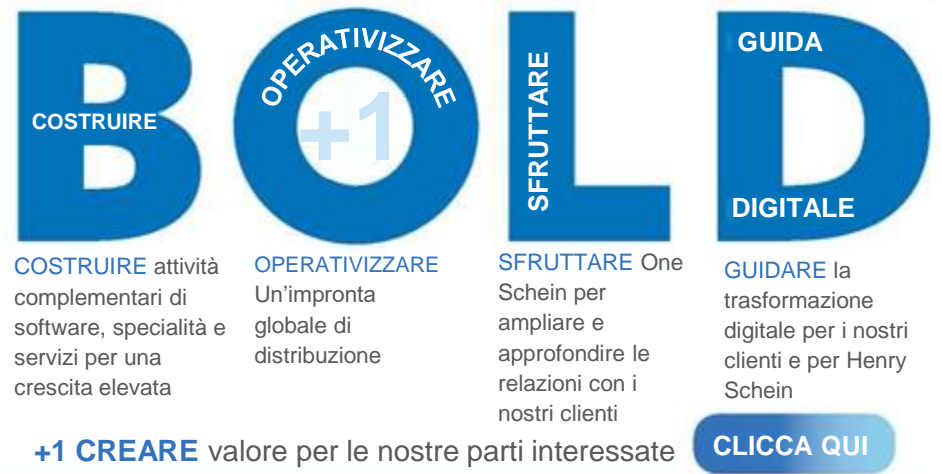 BOLD
COSTRUIRE
OPERATIVIZZARE
+1
SFRUTTARE
GUIDA
DIGITALE
COSTRUIRE attività
complementari di
software, specialità e
servizi per una
crescita elevata
OPERATIVIZZARE
Un’impronta
globale di
distribuzione
SFRUTTARE One
Schein per
ampliare e
approfondire le
relazioni con i
nostri clienti
GUIDARE la
trasformazione
digitale per i nostri
clienti e per Henry
Schein
+1 CREARE valore per le nostre parti interessate
CLICCA QUI